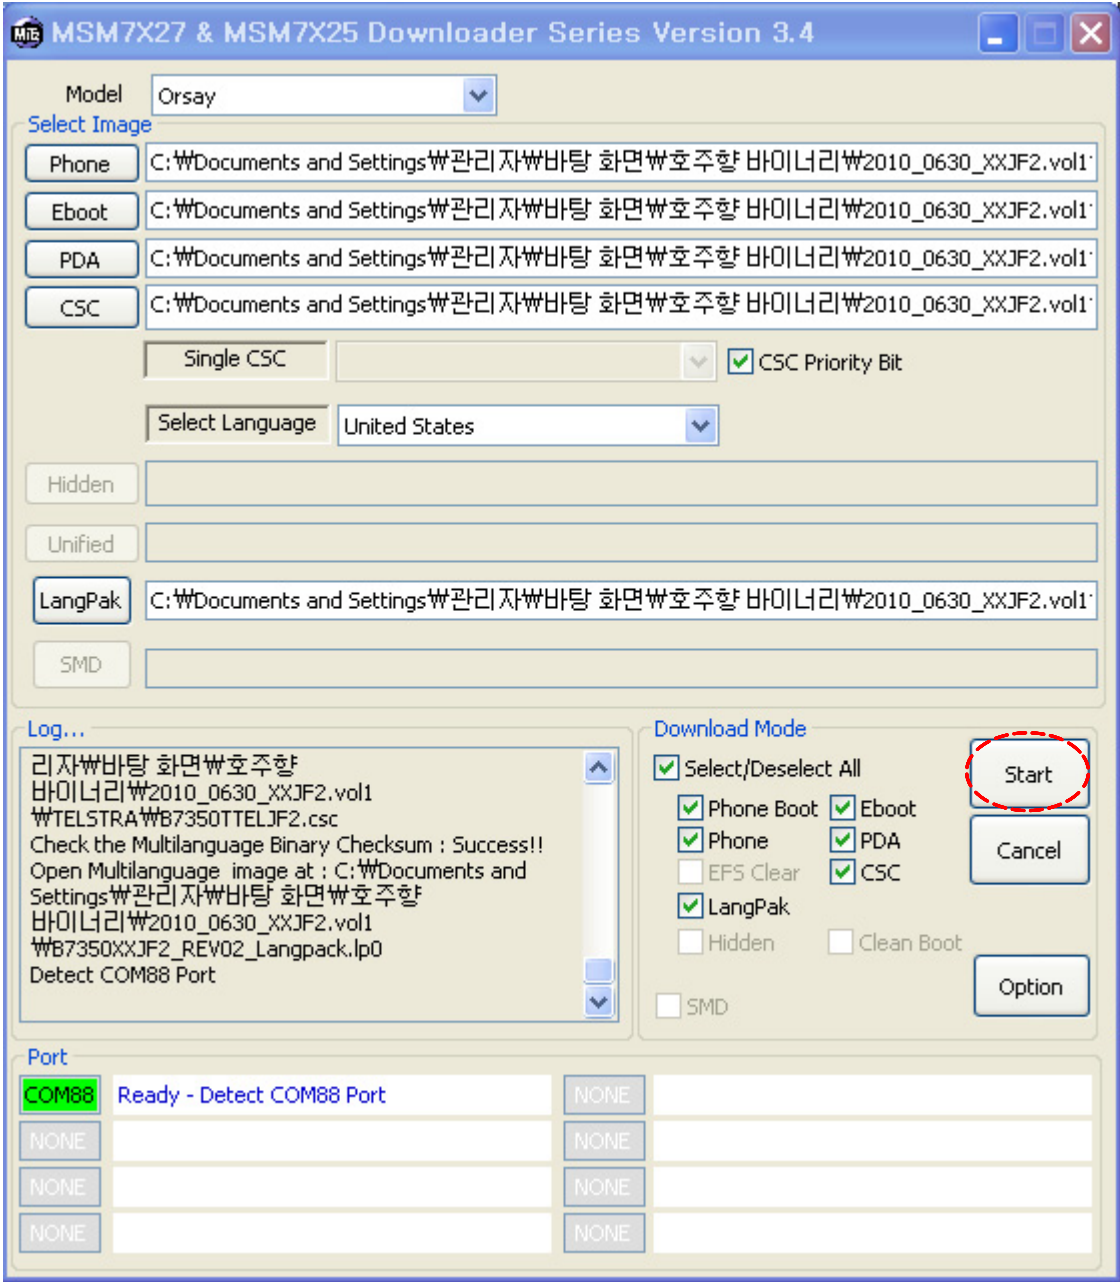 MSM7X27 & MSM7X25 Downloader Series Version 3.4
Model Orsay
Select Image
Phone C:₩Documents and Settings₩관리자₩바탕 화면₩호주향 바이너리₩2010_0630_XXJF2.vol1
Eboot C:₩Documents and Settings₩관리자₩바탕 화면₩호주향 바이너리₩2010_0630_XXJF2.vol1
PDA C:₩Documents and Settings₩관리자₩바탕 화면₩호주향 바이너리₩2010_0630_XXJF2.vol1
CSC C:₩Documents and Settings₩관리자₩바탕 화면₩호주향 바이너리₩2010_0630_XXJF2.vol1
Single CSC CSC Priority Bit
Select Language United States
Hidden
Unified
LangPak C:₩Documents and Settings₩관리자₩바탕 화면₩호주향 바이너리₩2010_0630_XXJF2.vol1
SMD
Log...
리자₩바탕 화면₩호주향
바이너리₩2010_0630_XXJF2.vol1
₩TELSTRA₩B7350TTELJF2.csc
Check the Multilanguage Binary Checksum : Success!!
Open Multilanguage image at : C:₩Documents and
Settings₩관리자₩바탕 화면₩호주향
바이너리₩2010_0630_XXJF2.vol1
₩B7350XXJF2_REV02_Langpack.lp0
Detect COM88 Port
Download Mode
Select/Deselect All
Phone Boot Eboot
Phone PDA
EFS Clear CSC
LangPak
Hidden Clean Boot
SMD
Start
Cancel
Option
Port
COM88 Ready - Detect COM88 Port NONE
NONE NONE
NONE NONE
NONE NONE